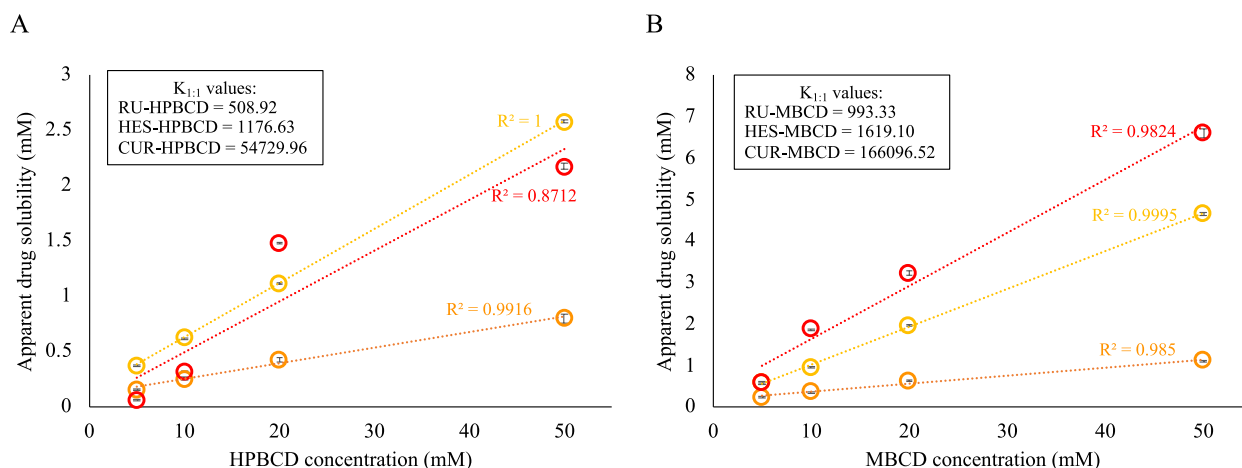 A
Apparent drug solubility (mM)
3
2.5
2
1.5
1
0.5
0
K1:1 values:
RU-HPBCD = 508.92
HES-HPBCD = 1176.63
CUR-HPBCD = 54729.96
R² = 1
R² = 0.8712
R² = 0.9916
0 10 20 30 40 50
HPBCD concentration (mM)
B
Apparent drug solubility (mM)
8
7
6
5
4
3
2
1
0
K1:1 values:
RU-MBCD = 993.33
HES-MBCD = 1619.10
CUR-MBCD = 166096.52
R² = 0.9824
R² = 0.9995
R² = 0.985
0 10 20 30 40 50
MBCD concentration (mM)